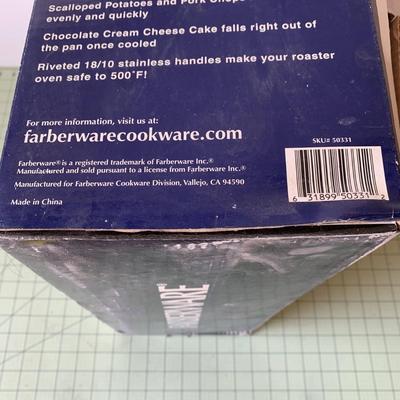 Scalloped Potatoes and Pork Chops
evenly and quickly
Chocolate Cream Cheese Cake falls right out
of the pan once cooled
Riveted 18/10 stainless handles make your roaster
oven safe to 500°F!
For more information, visit us at:
farberwarecookware.com
SKU# 50331
Farberware® is a registered trademark of Farberware Inc.®
Manufactured and sold pursuant to a license from Farberware Inc.®
Manufactured for Farberware Cookware Division, Vallejo, CA 94590
Made in China
6 31899 50331 2
BERWARE®